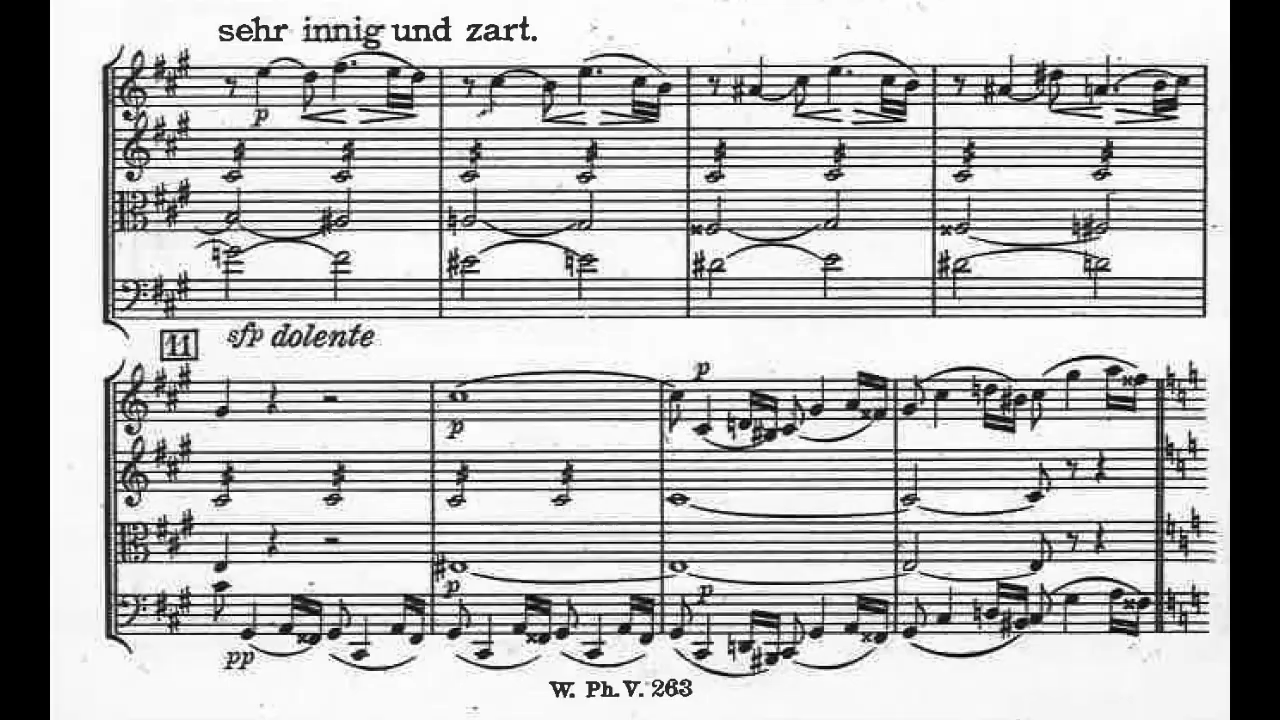 sehr innig und zart.
p
sfp dolente
11
p
p
p
p
pp
W. Ph. V. 263